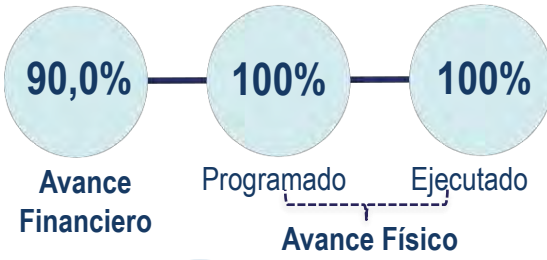 90,0%
100%
100%
Avance
Financiero
Programado
Ejecutado
Avance Físico